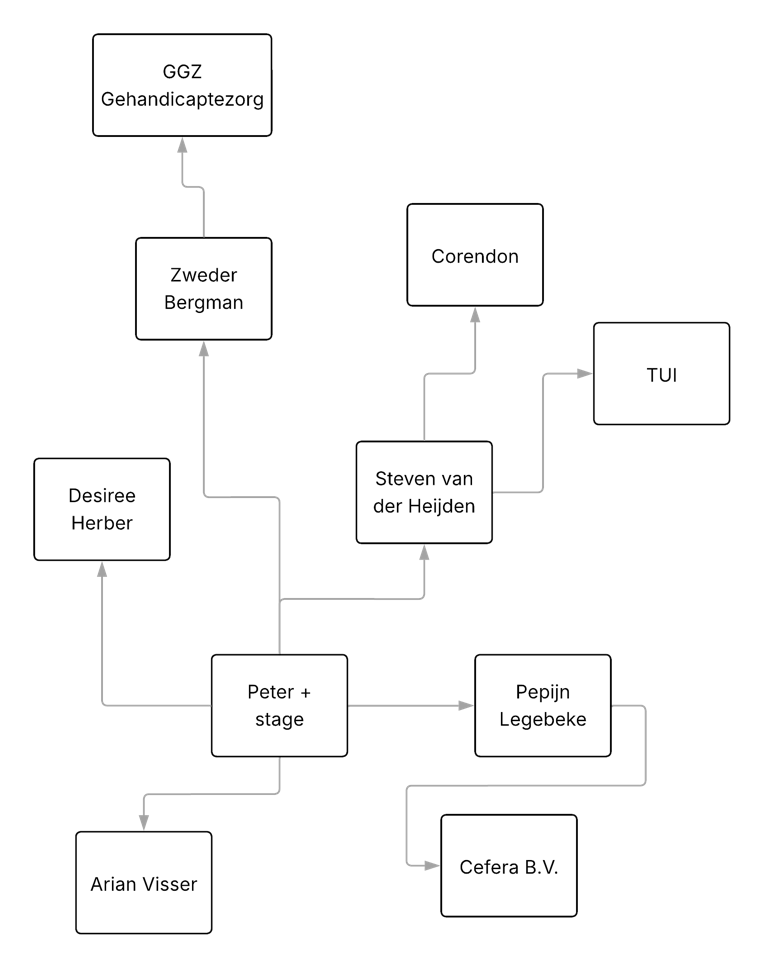 GGZ
Gehandicaptezorg
Zweder
Bergman
Corendon
TUI
Steven van
der Heijden
Desiree
Herber
Peter +
stage
Pepijn
Legebeke
Arian Visser
Cefera B.V.